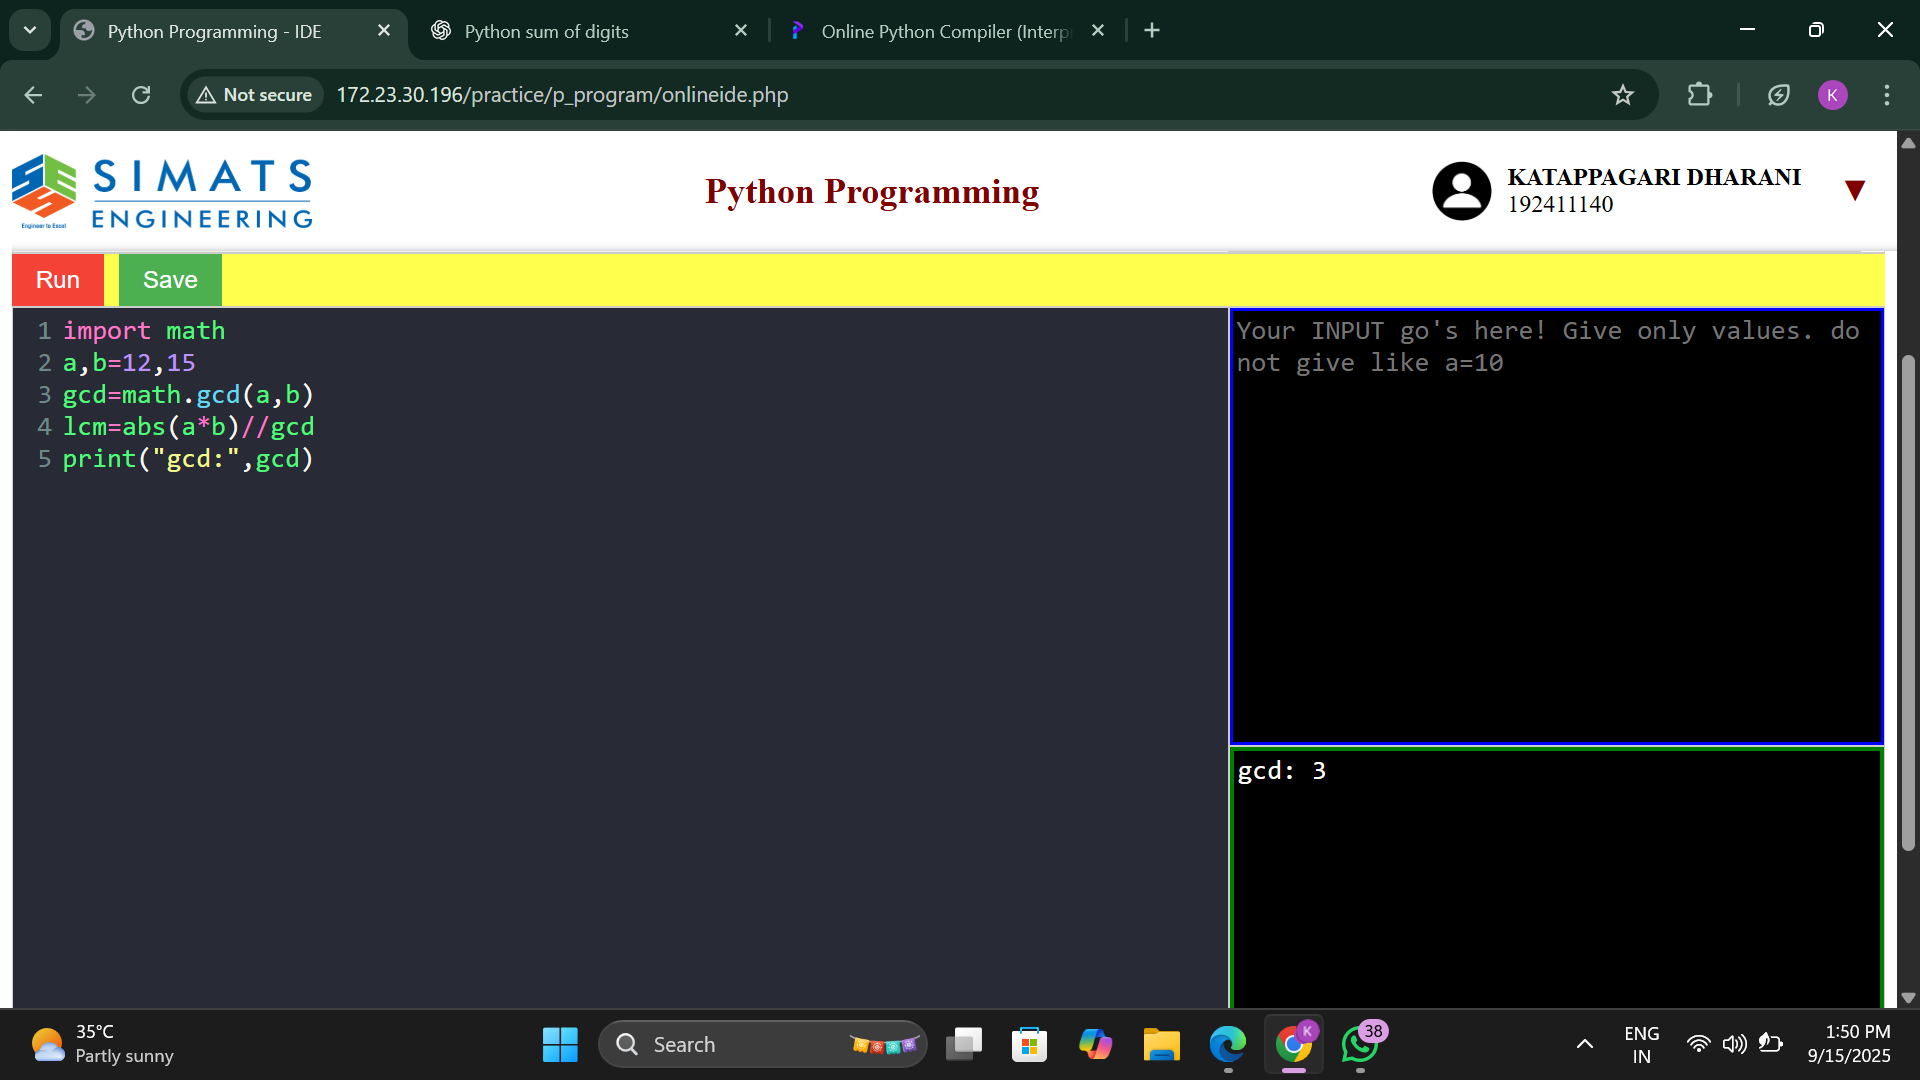 Python Programming - IDE
Python sum of digits
Online Python Compiler (Interp
Not secure
172.23.30.196/practice/p_program/onlineide.php
K
SIMATS
ENGINEERING
Engineer to Excel
Python Programming
KATAPPAGARI DHARANI
192411140
Run
Save
1 import math
2 a,b=12,15
3 gcd=math.gcd(a,b)
4 lcm=abs(a*b)//gcd
5 print("gcd:",gcd)
Your INPUT go's here! Give only values. do
not give like a=10
gcd: 3
35°C
Partly sunny
Search
K
38
ENG
IN
1:50 PM
9/15/2025